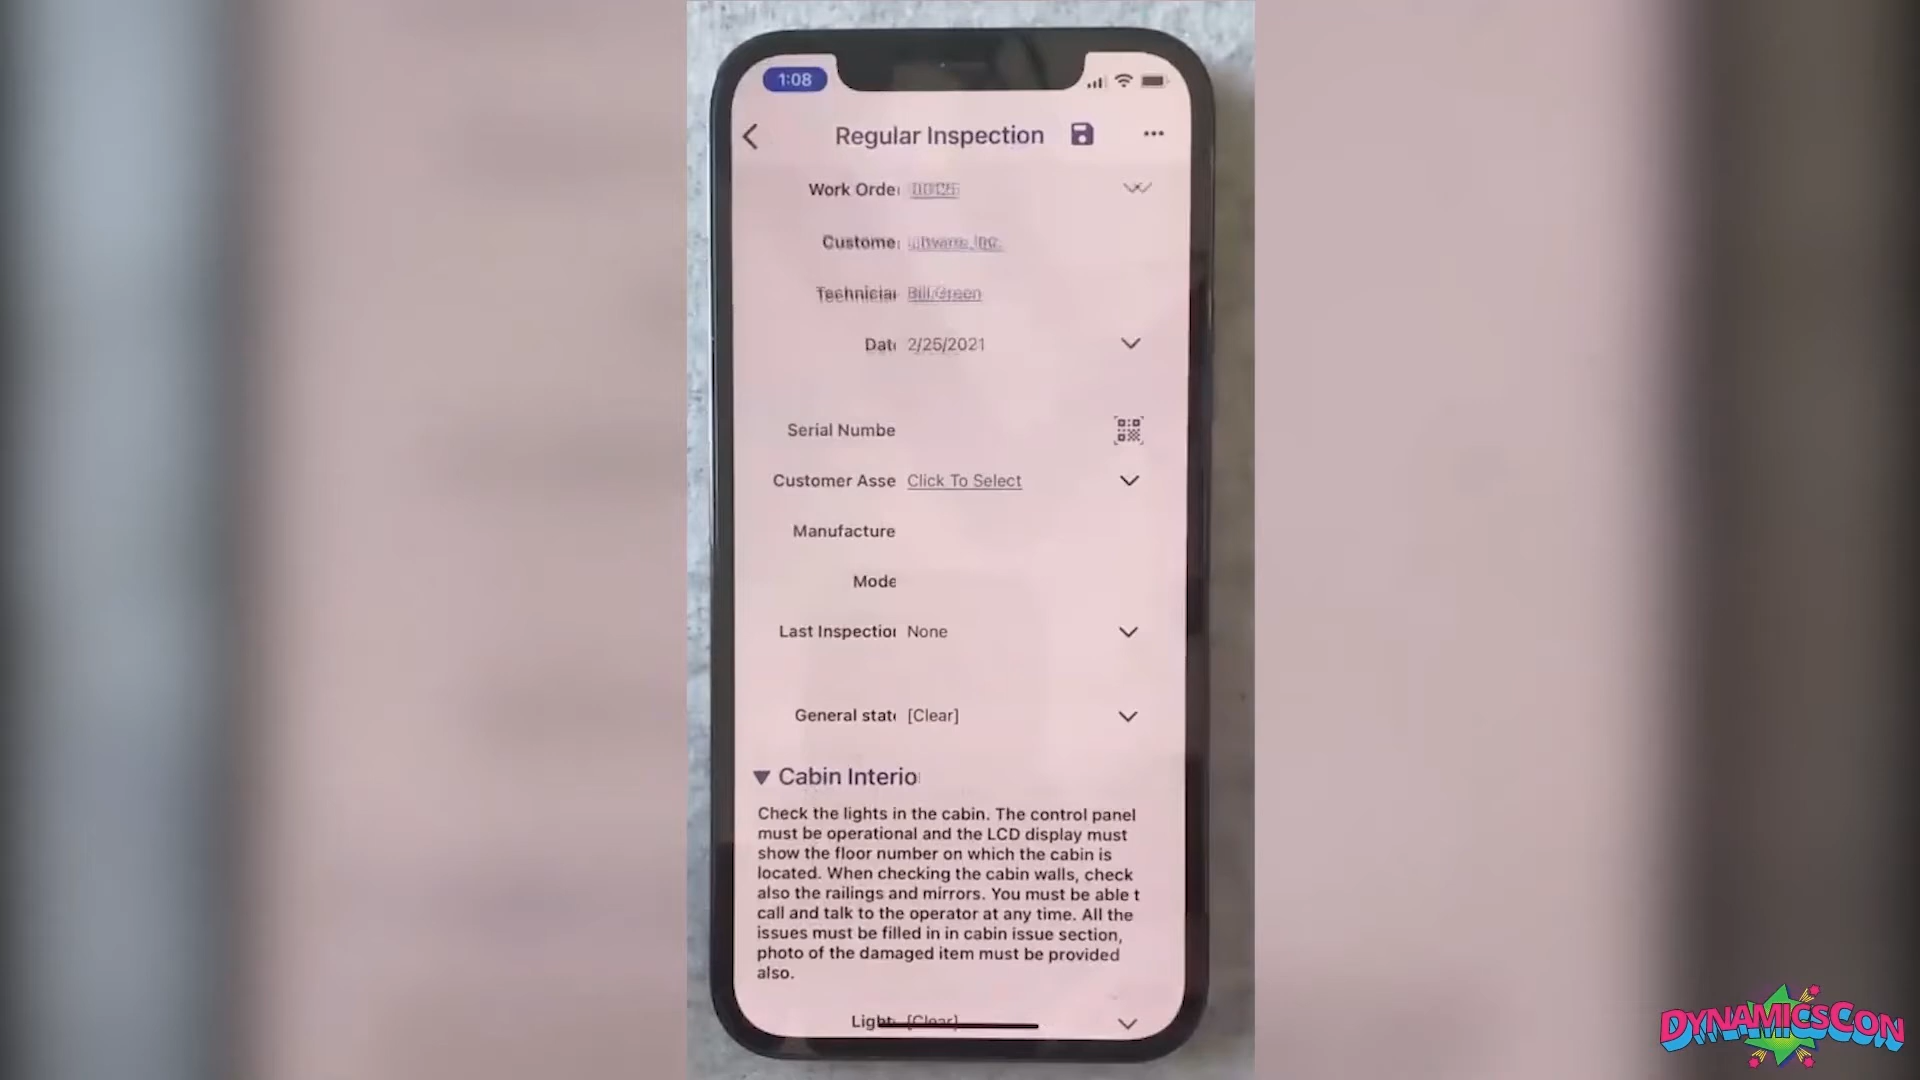 1:08
Regular Inspection
Work Orde
Custome
Technicia Bill Green
Dat 2/25/2021
Serial Numbe
Customer Asse Click To Select
Manufacture
Mode
Last Inspection None
General stat [Clear]
Cabin Interio
Check the lights in the cabin. The control panel
must be operational and the LCD display must
show the floor number on which the cabin is
located. When checking the cabin walls, check
also the railings and mirrors. You must be able t
call and talk to the operator at any time. All the
issues must be filled in in cabin issue section,
photo of the damaged item must be provided
also.
Light [Clear]
DYNAMICSCON